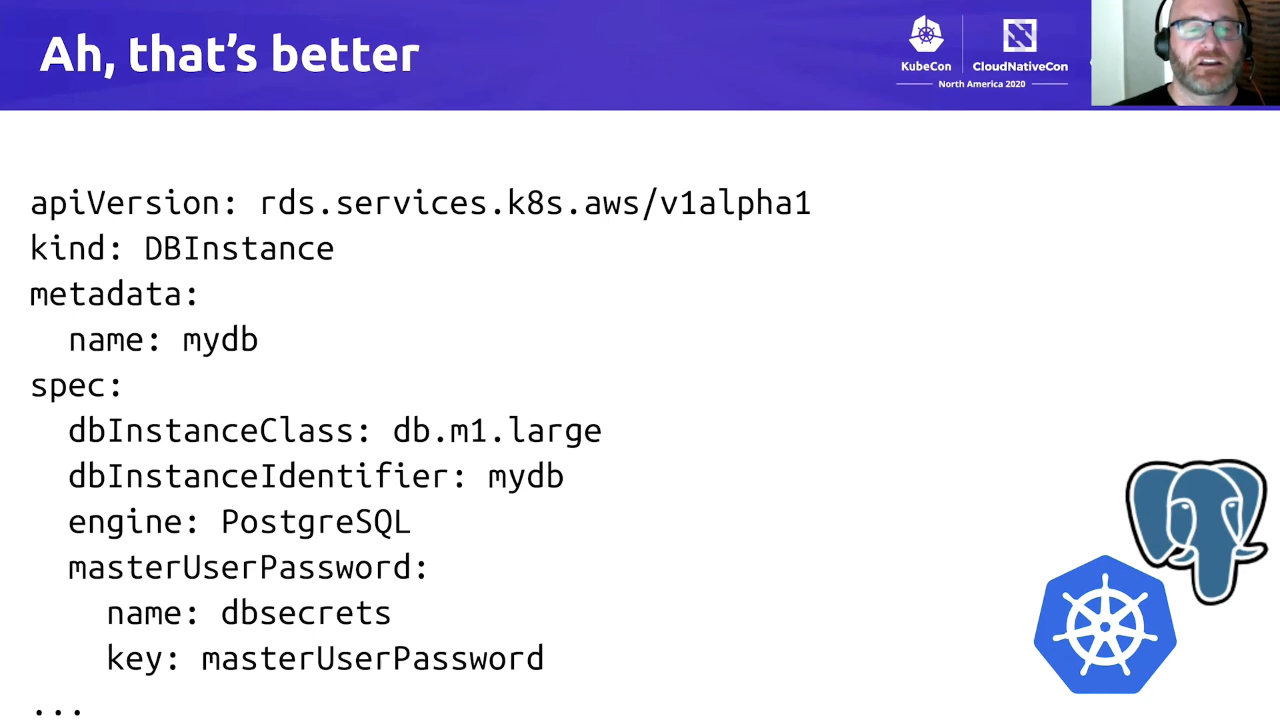 Ah, that's better
KubeCon
CloudNativeCon
North America 2020
apiVersion: rds.services.k8s.aws/v1alpha1
kind: DBInstance
metadata:
  name: mydb
spec:
  dbInstanceClass: db.m1.large
  dbInstanceIdentifier: mydb
  engine: PostgreSQL
  masterUserPassword:
    name: dbsecrets
    key: masterUserPassword
...